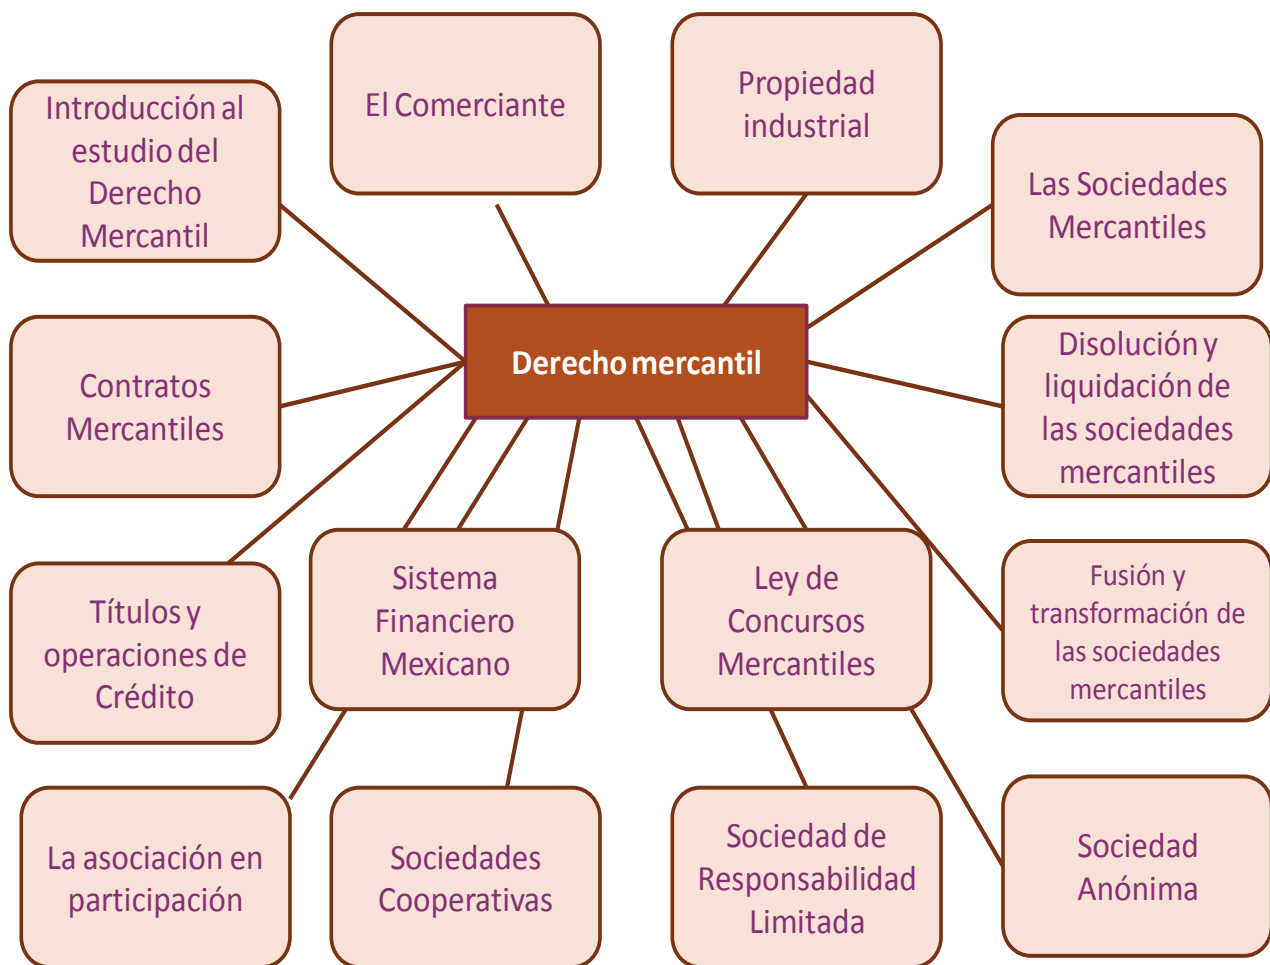 El Comerciante
Propiedad
industrial
Introducción al
estudio del
Derecho
Mercantil
Las Sociedades
Mercantiles
Derecho mercantil
Contratos
Mercantiles
Disolución y
liquidación de
las sociedades
mercantiles
Títulos y
operaciones de
Crédito
Sistema
Financiero
Mexicano
Ley de
Concursos
Mercantiles
Fusión y
transformación de
las sociedades
mercantiles
La asociación en
participación
Sociedades
Cooperativas
Sociedad de
Responsabilidad
Limitada
Sociedad
Anónima